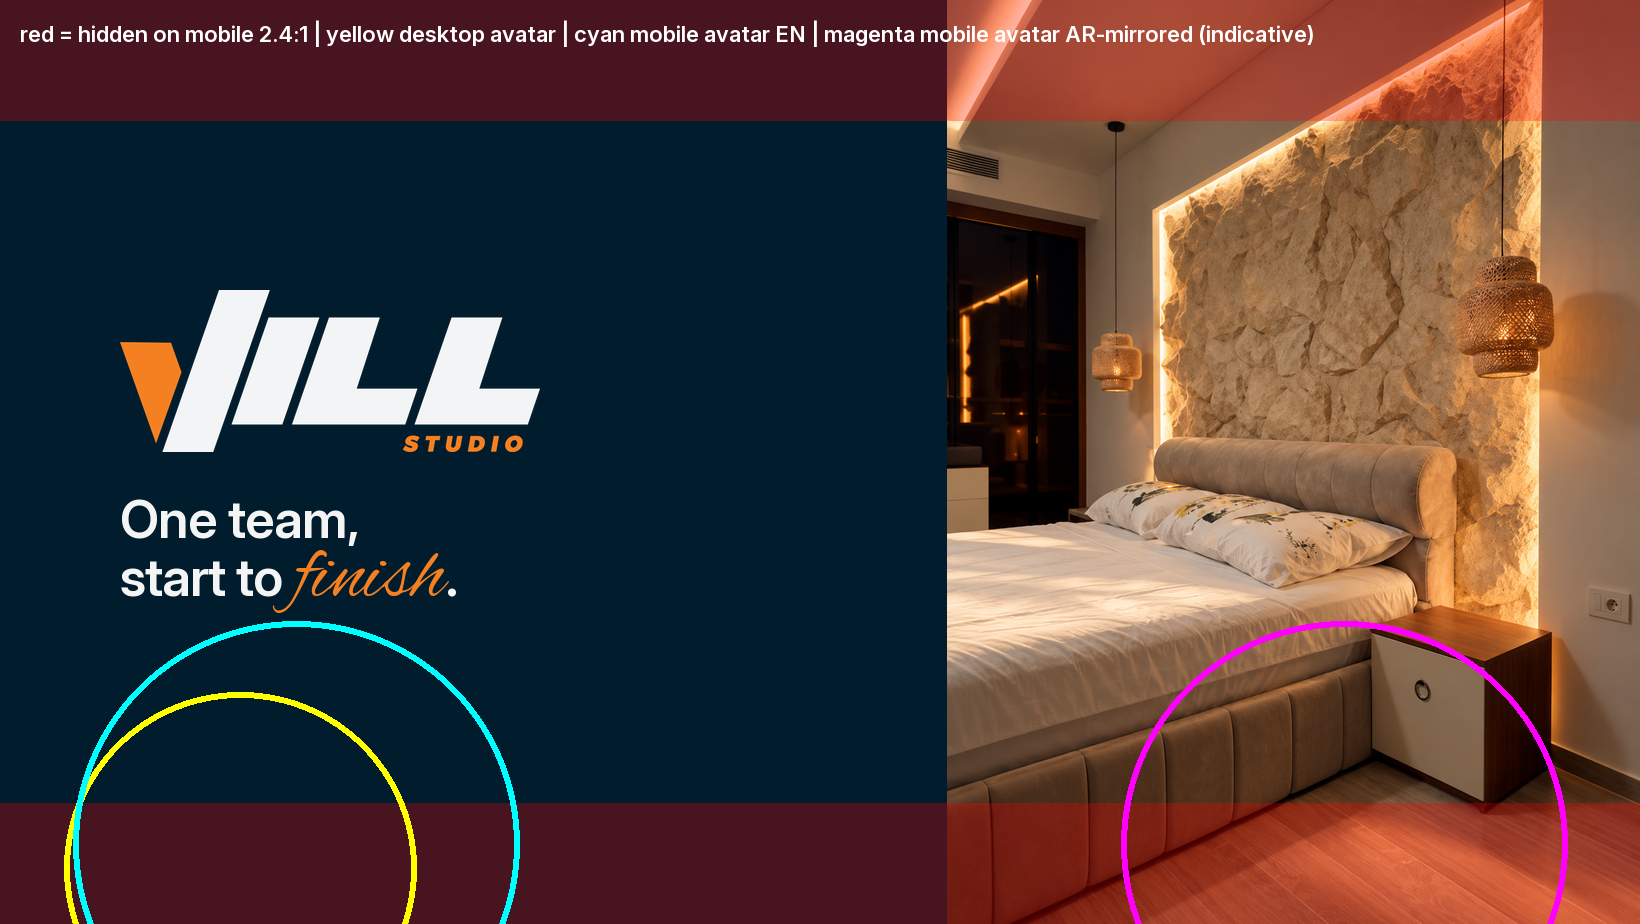 red = hidden on mobile 2.4:1 | yellow desktop avatar | cyan mobile avatar EN | magenta mobile avatar AR-mirrored (indicative)
VILL
STUDIO
One team,
start to finish.